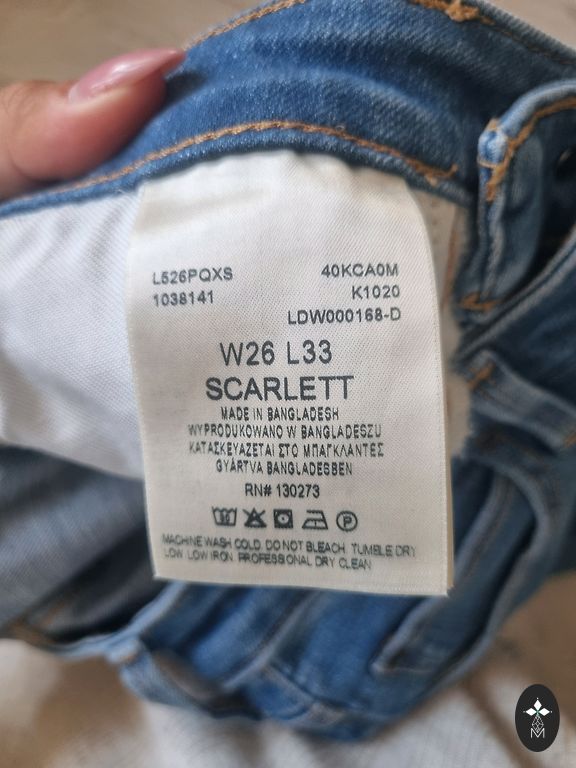 L526PQXS 40KCA0M
1038141 K1020
LDW000168-D
W26 L33
SCARLETT
MADE IN BANGLADESH
WYPRODUKOWANO W BANGLADESZU
ΚΑΤΑΣΚΕΥΑΖΕΤΑΙ ΣΤΟ ΜΠΑΓΚΛΑΝΤΕΣ
GYÁRTVA BANGLADESBEN
RN# 130273
MACHINE WASH COLD DO NOT BLEACH TUMBLE DRY
LOW LOW IRON PROFESSIONAL DRY CLEAN